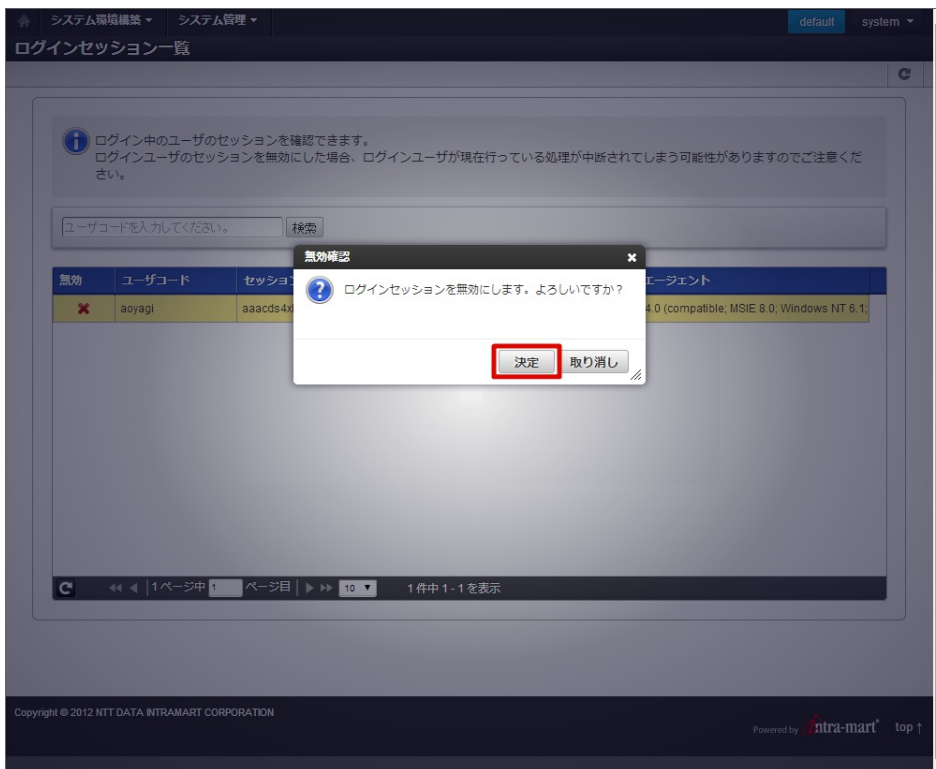 システム環境構築 ▾ システム管理 ▾ default system ▾
ログインセッション一覧
ログイン中のユーザのセッションを確認できます。
ログインユーザのセッションを無効にした場合、ログインユーザが現在行っている処理が中断されてしまう可能性がありますのでご注意くだ
さい。
ユーザコードを入力してください。 検索
無効確認
ログインセッションを無効にします。よろしいですか？
決定 取り消し
無効 ユーザコード セッション エージェント
aoyagi aaacds4x 4.0 (compatible; MSIE 8.0; Windows NT 6.1;
1 ページ中 1 ページ目 10 1 件中 1 - 1 を表示
Copyright © 2012 NTT DATA INTRAMART CORPORATION
Powered by intra-mart top ↑